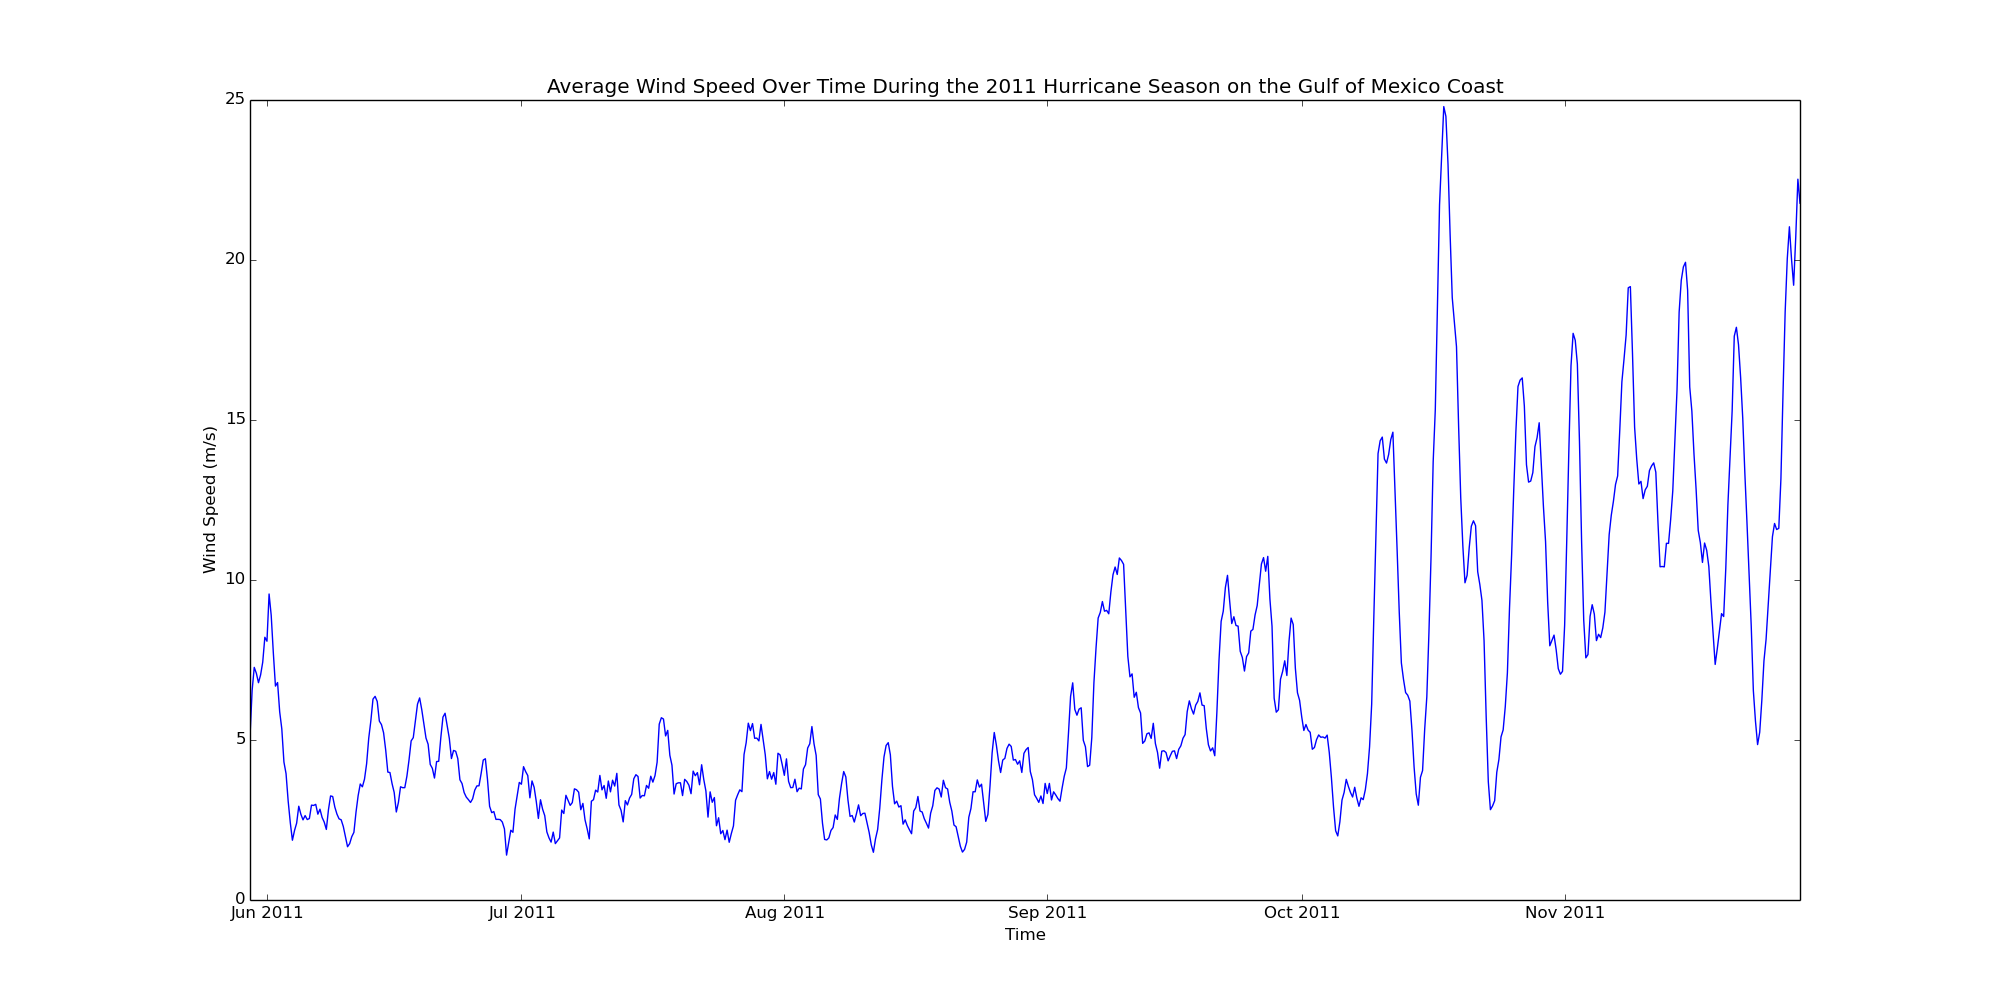 Average Wind Speed Over Time During the 2011 Hurricane Season on the Gulf of Mexico Coast
25
20
15
10
5
0
Wind Speed (m/s)
Jun 2011 Jul 2011 Aug 2011 Sep 2011 Oct 2011 Nov 2011
Time